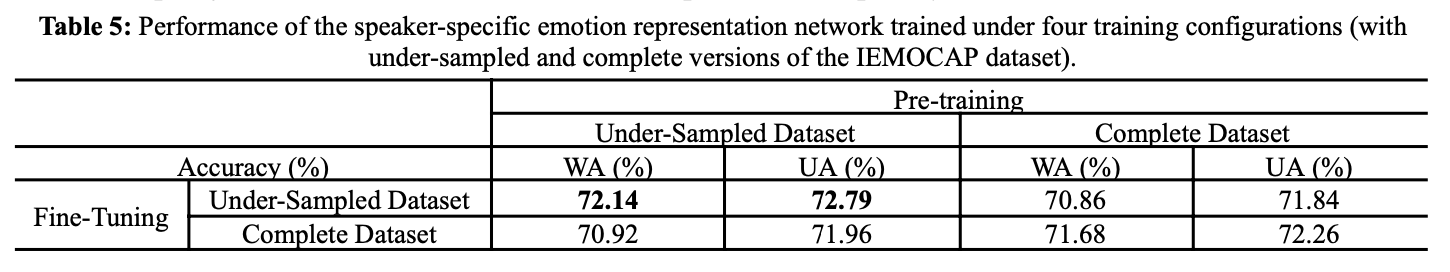 Table 5: Performance of the speaker-specific emotion representation network trained under four training configurations (with
under-sampled and complete versions of the IEMOCAP dataset).
Pre-training
Under-Sampled Dataset Complete Dataset
Accuracy (%) WA (%) UA (%) WA (%) UA (%)
Fine-Tuning Under-Sampled Dataset 72.14 72.79 70.86 71.84
Complete Dataset 70.92 71.96 71.68 72.26